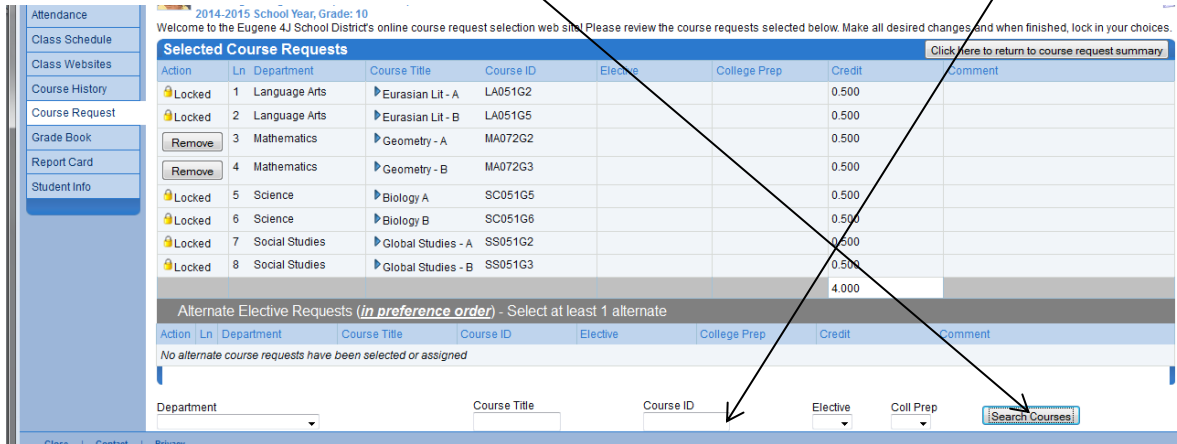 Attendance
Class Schedule
Class Websites
Course History
Course Request
Grade Book
Report Card
Student Info
2014-2015 School Year, Grade: 10
Welcome to the Eugene 4J School District's online course request selection web site! Please review the course requests selected below. Make all desired changes and when finished, lock in your choices.
Selected Course Requests Click here to return to course request summary
Action Ln Department Course Title Course ID Elective College Prep Credit Comment
Locked 1 Language Arts Eurasian Lit - A LA051G2 0.500
Locked 2 Language Arts Eurasian Lit - B LA051G5 0.500
Remove 3 Mathematics Geometry - A MA072G2 0.500
Remove 4 Mathematics Geometry - B MA072G3 0.500
Locked 5 Science Biology A SC051G5 0.500
Locked 6 Science Biology B SC051G6 0.500
Locked 7 Social Studies Global Studies - A SS051G2 0.500
Locked 8 Social Studies Global Studies - B SS051G3 0.500
4.000
Alternate Elective Requests (in preference order) - Select at least 1 alternate
Action Ln Department Course Title Course ID Elective College Prep Credit Comment
No alternate course requests have been selected or assigned
Department Course Title Course ID Elective Coll Prep Search Courses
Close | Contact | Privacy